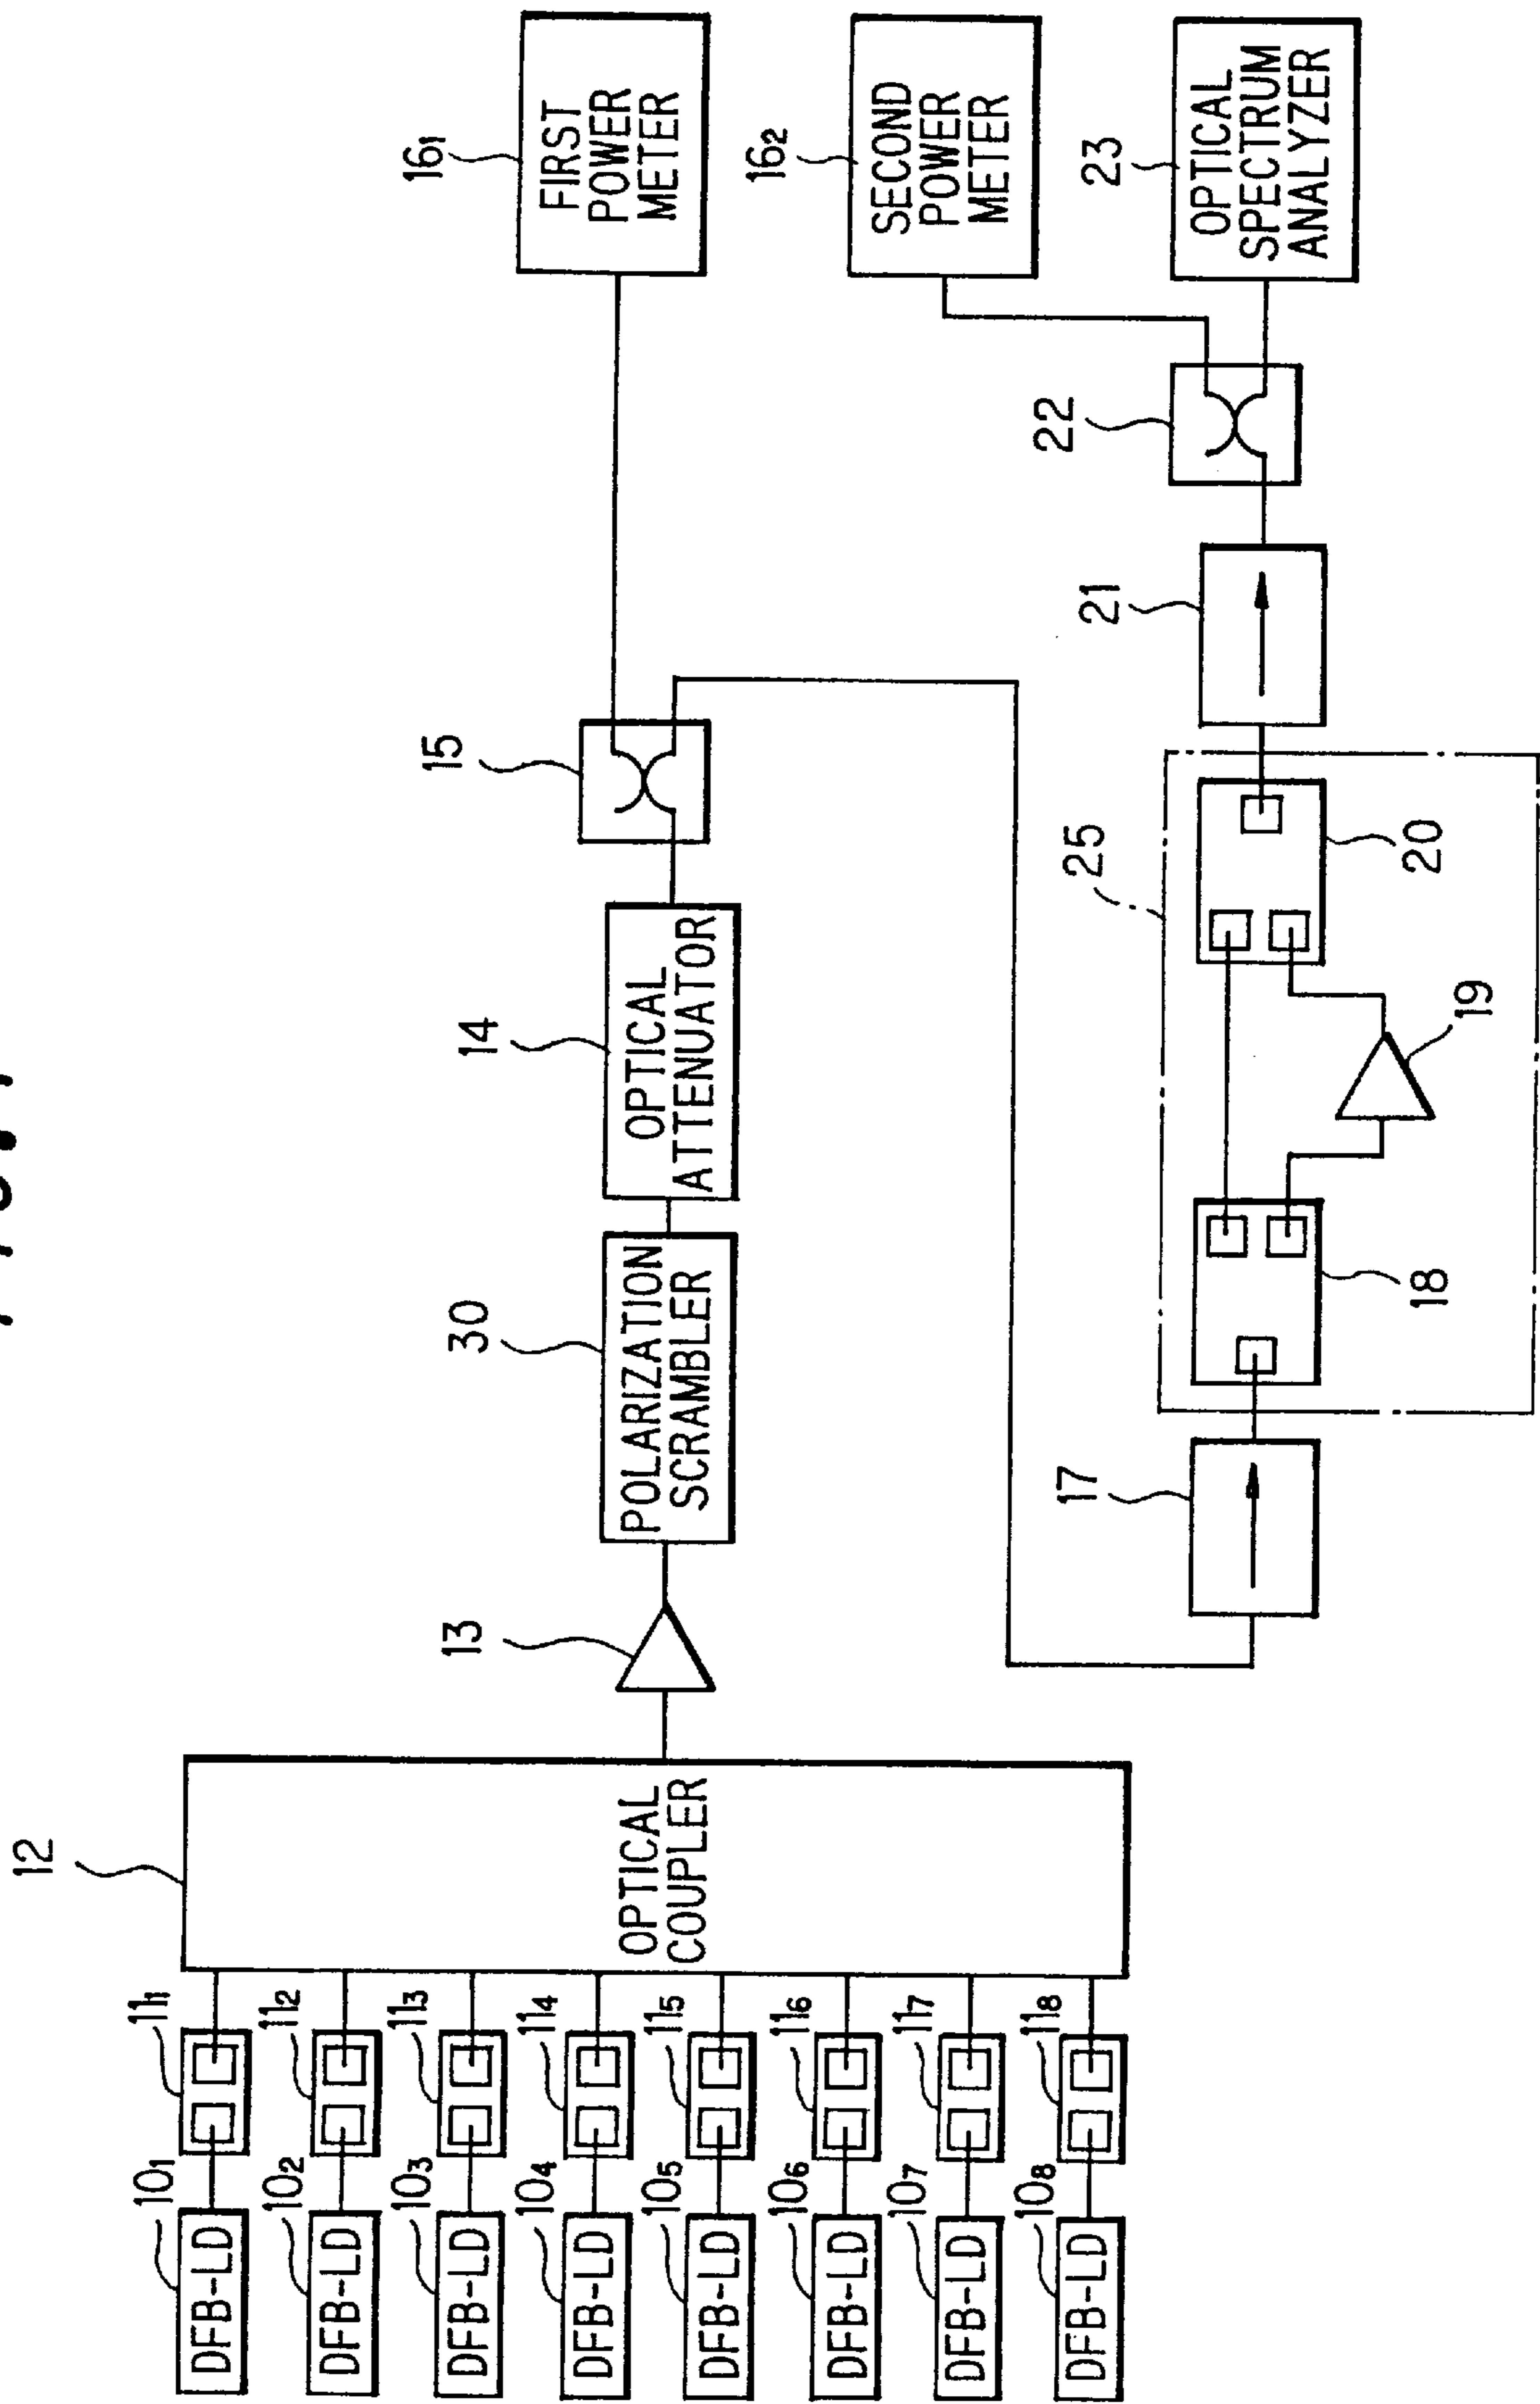 12
OPTICAL
COUPLER
10₁
DFB-LD
11₁
10₂
DFB-LD
11₂
10₃
DFB-LD
11₃
10₄
DFB-LD
11₄
10₅
DFB-LD
11₅
10₆
DFB-LD
11₆
10₇
DFB-LD
11₇
10₈
DFB-LD
11₈
13
30
POLARIZATION
SCRAMBLER
14
OPTICAL
ATTENUATOR
15
16₁
FIRST
POWER
METER
16₂
SECOND
POWER
METER
17
25
18
19
20
21
22
23
OPTICAL
SPECTRUM
ANALYZER